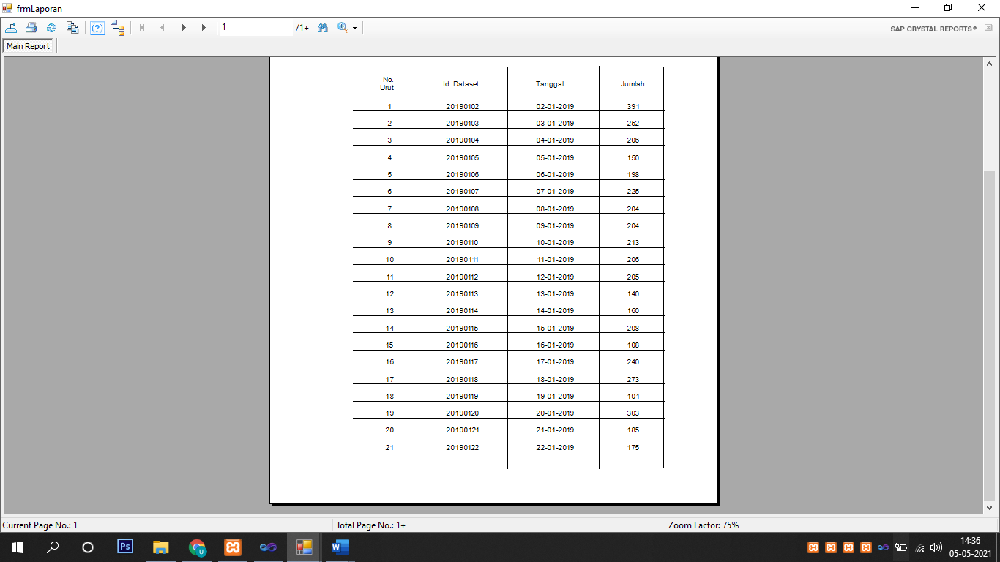 frmLaporan
1 /1+ SAP CRYSTAL REPORTS®
Main Report
No. Urut Id. Dataset Tanggal Jumlah
1 20190102 02-01-2019 391
2 20190103 03-01-2019 252
3 20190104 04-01-2019 206
4 20190105 05-01-2019 150
5 20190106 06-01-2019 198
6 20190107 07-01-2019 225
7 20190108 08-01-2019 204
8 20190109 09-01-2019 204
9 20190110 10-01-2019 213
10 20190111 11-01-2019 206
11 20190112 12-01-2019 205
12 20190113 13-01-2019 140
13 20190114 14-01-2019 160
14 20190115 15-01-2019 208
15 20190116 16-01-2019 108
16 20190117 17-01-2019 240
17 20190118 18-01-2019 273
18 20190119 19-01-2019 101
19 20190120 20-01-2019 303
20 20190121 21-01-2019 185
21 20190122 22-01-2019 175
Current Page No.: 1 Total Page No.: 1+ Zoom Factor: 75%
Ps U W 14:36
05-05-2021